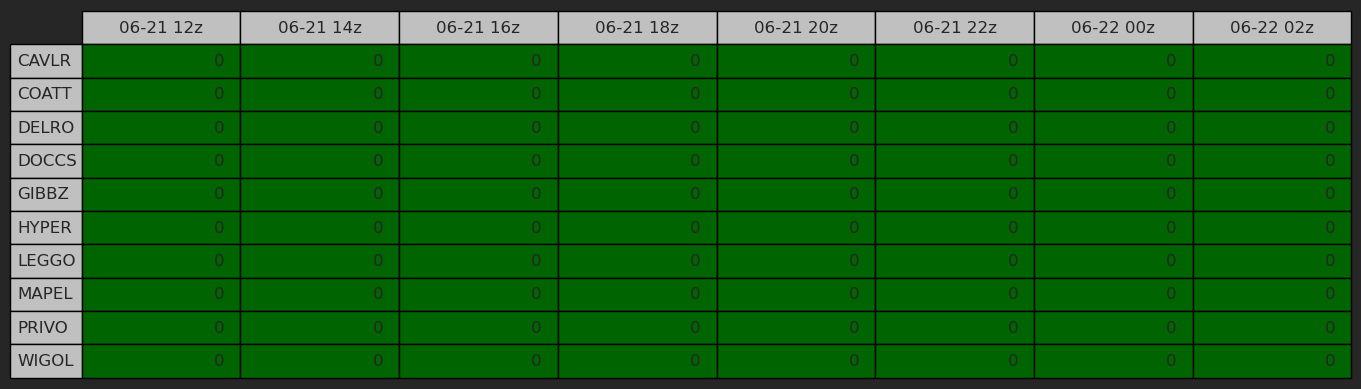 06-21 12z 06-21 14z 06-21 16z 06-21 18z 06-21 20z 06-21 22z 06-22 00z 06-22 02z
CAVLR 0 0 0 0 0 0 0 0
COATT 0 0 0 0 0 0 0 0
DELRO 0 0 0 0 0 0 0 0
DOCCS 0 0 0 0 0 0 0 0
GIBBZ 0 0 0 0 0 0 0 0
HYPER 0 0 0 0 0 0 0 0
LEGGO 0 0 0 0 0 0 0 0
MAPEL 0 0 0 0 0 0 0 0
PRIVO 0 0 0 0 0 0 0 0
WIGOL 0 0 0 0 0 0 0 0